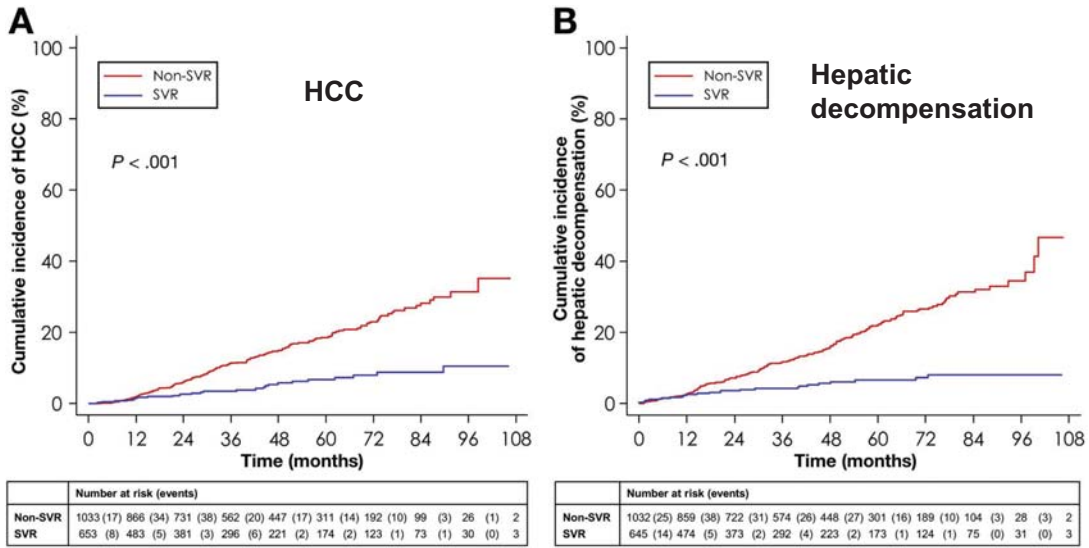 A
100
80
60
40
20
0
Cumulative incidence of HCC (%)
Non-SVR
SVR
HCC
P < .001
0 12 24 36 48 60 72 84 96 108
Time (months)
Number at risk (events)
Non-SVR 1033 (17) 866 (34) 731 (38) 562 (20) 447 (17) 311 (14) 192 (10) 99 (3) 26 (1) 2
SVR 653 (8) 483 (5) 381 (3) 296 (6) 221 (2) 174 (2) 123 (1) 73 (1) 30 (0) 3
B
100
80
60
40
20
0
Cumulative incidence
of hepatic decompensation (%)
Non-SVR
SVR
Hepatic
decompensation
P < .001
0 12 24 36 48 60 72 84 96 108
Time (months)
Number at risk (events)
Non-SVR 1032 (25) 859 (38) 722 (31) 574 (26) 448 (27) 301 (16) 189 (10) 104 (3) 28 (3) 2
SVR 645 (14) 474 (5) 373 (2) 292 (4) 223 (2) 173 (1) 124 (1) 75 (0) 31 (0) 3